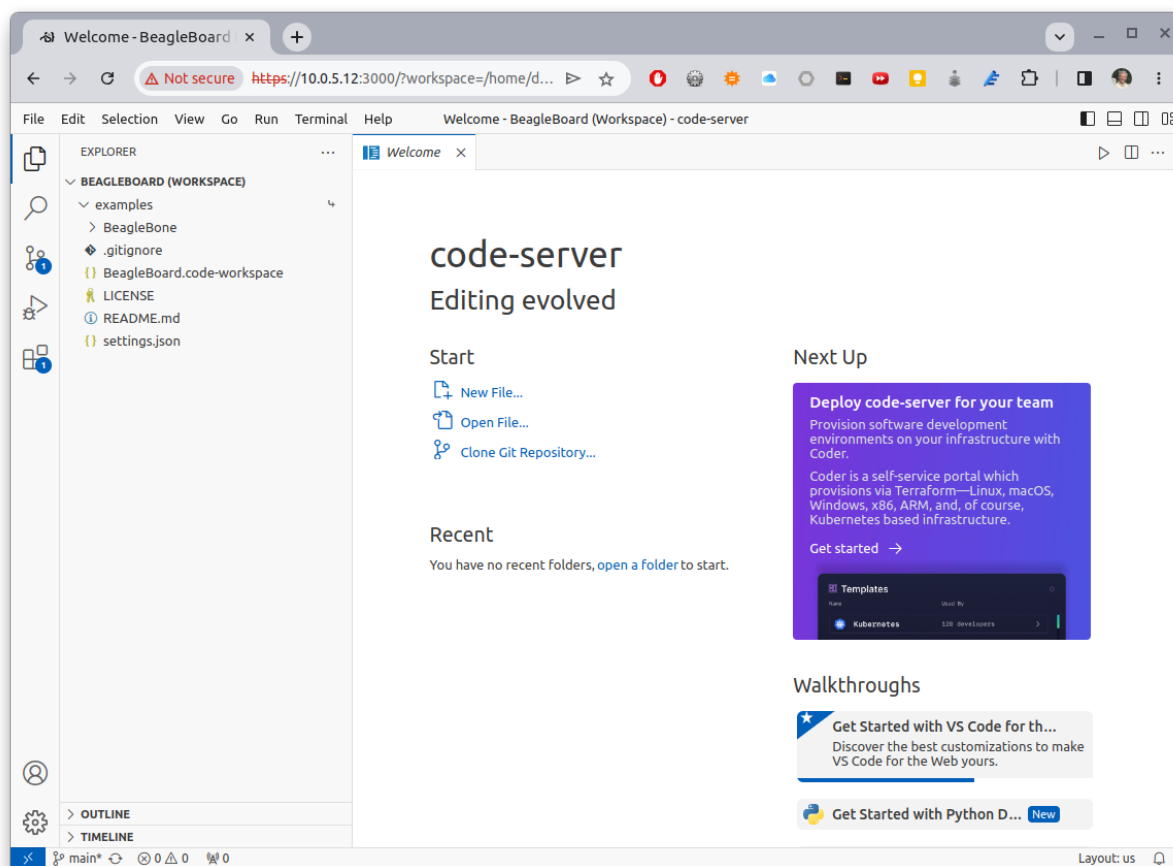 Welcome - BeagleBoard
Not secure https://10.0.5.12:3000/?workspace=/home/d...
File Edit Selection View Go Run Terminal Help Welcome - BeagleBoard (Workspace) - code-server
EXPLORER
Welcome
BEAGLEBOARD (WORKSPACE)
examples
BeagleBone
.gitignore
BeagleBoard.code-workspace
LICENSE
README.md
settings.json
1
1
code-server
Editing evolved
Start
New File...
Open File...
Clone Git Repository...
Recent
You have no recent folders, open a folder to start.
Next Up
Deploy code-server for your team
Provision software development
environments on your infrastructure with
Coder.
Coder is a self-service portal which
provisions via Terraform—Linux, macOS,
Windows, x86, ARM, and, of course,
Kubernetes based infrastructure.
Get started
Templates
Name Used By
Kubernetes 120 developers
Walkthroughs
Get Started with VS Code for th...
Discover the best customizations to make
VS Code for the Web yours.
Get Started with Python D... New
OUTLINE
TIMELINE
main* 0 0 0 Layout: us